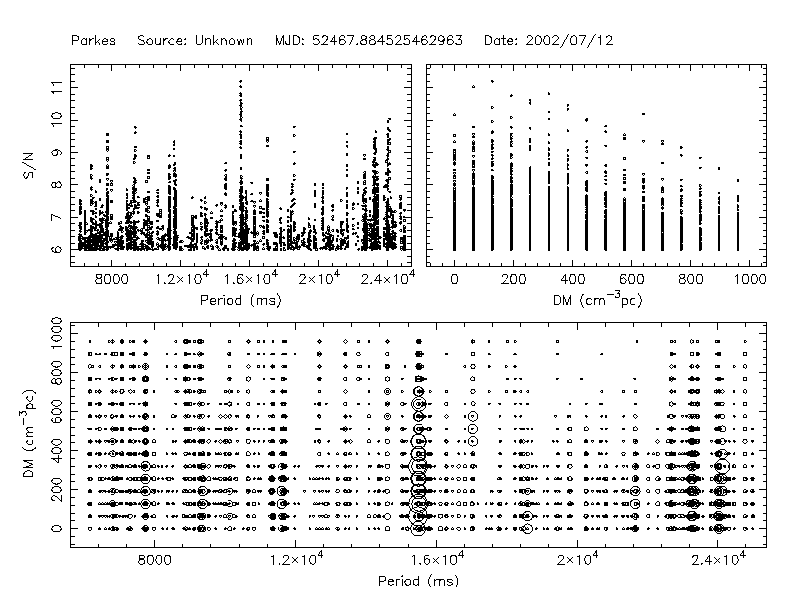 Parkes Source: Unknown MJD: 52467.884525462963 Date: 2002/07/12
S/N
11
10
9
8
7
6
8000 1.2×10⁴ 1.6×10⁴ 2×10⁴ 2.4×10⁴
Period (ms)
0 200 400 600 800 1000
DM (cm⁻³pc)
DM (cm⁻³pc)
1000
800
600
400
200
0
8000 1.2×10⁴ 1.6×10⁴ 2×10⁴ 2.4×10⁴
Period (ms)